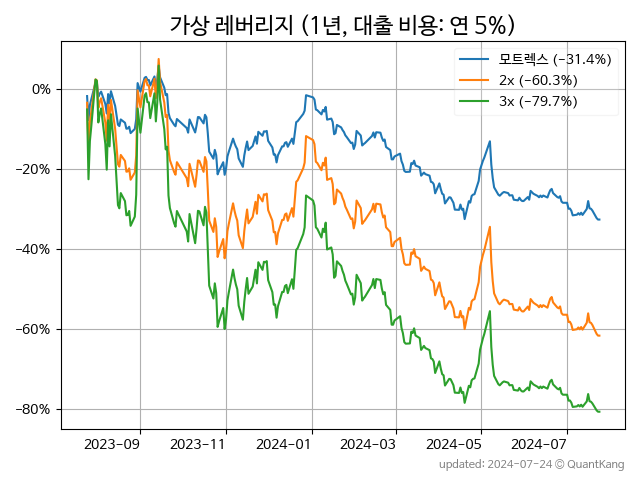 가상 레버리지 (1년, 대출 비용: 연 5%)
모트렉스 (−31.4%)
2x (−60.3%)
3x (−79.7%)
0%
−20%
−40%
−60%
−80%
2023-09 2023-11 2024-01 2024-03 2024-05 2024-07
updated: 2024-07-24 © QuantKang